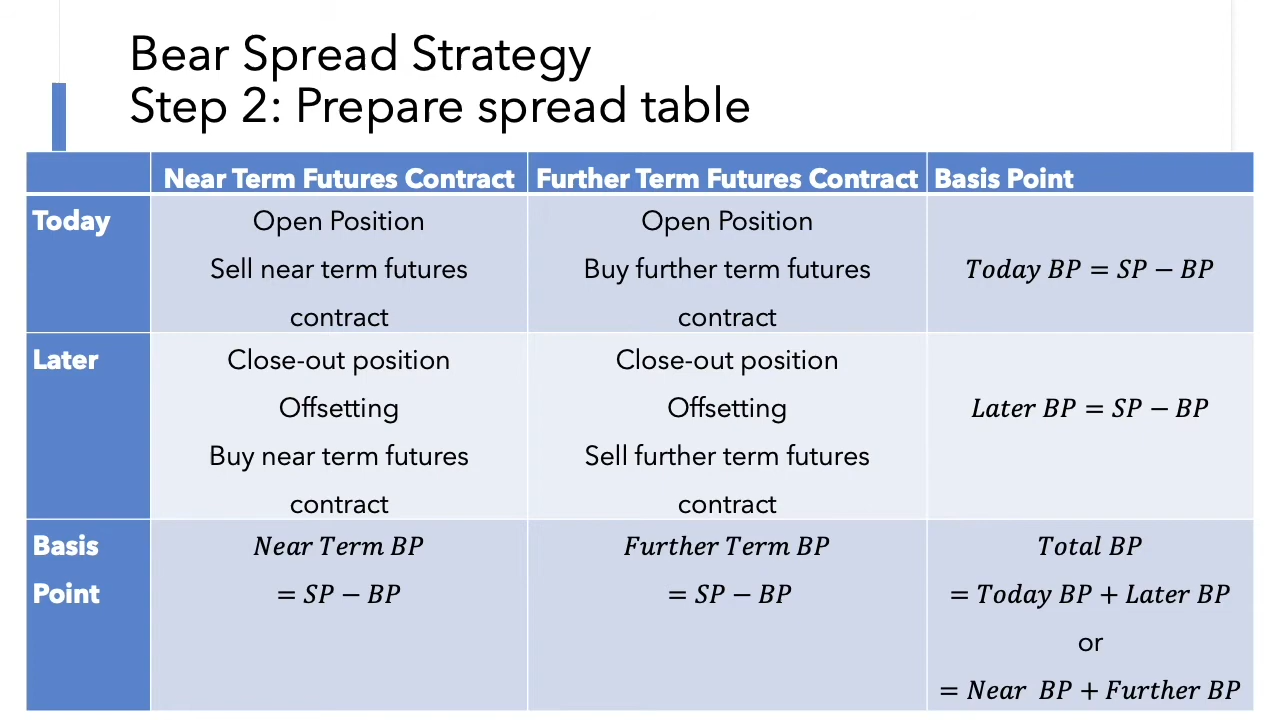 Bear Spread Strategy
Step 2: Prepare spread table
Near Term Futures Contract
Further Term Futures Contract
Basis Point
Today
Open Position
Sell near term futures
contract
Open Position
Buy further term futures
contract
Today BP = SP − BP
Later
Close-out position
Offsetting
Buy near term futures
contract
Close-out position
Offsetting
Sell further term futures
contract
Later BP = SP − BP
Basis
Point
Near Term BP
= SP − BP
Further Term BP
= SP − BP
Total BP
= Today BP + Later BP
or
= Near BP + Further BP